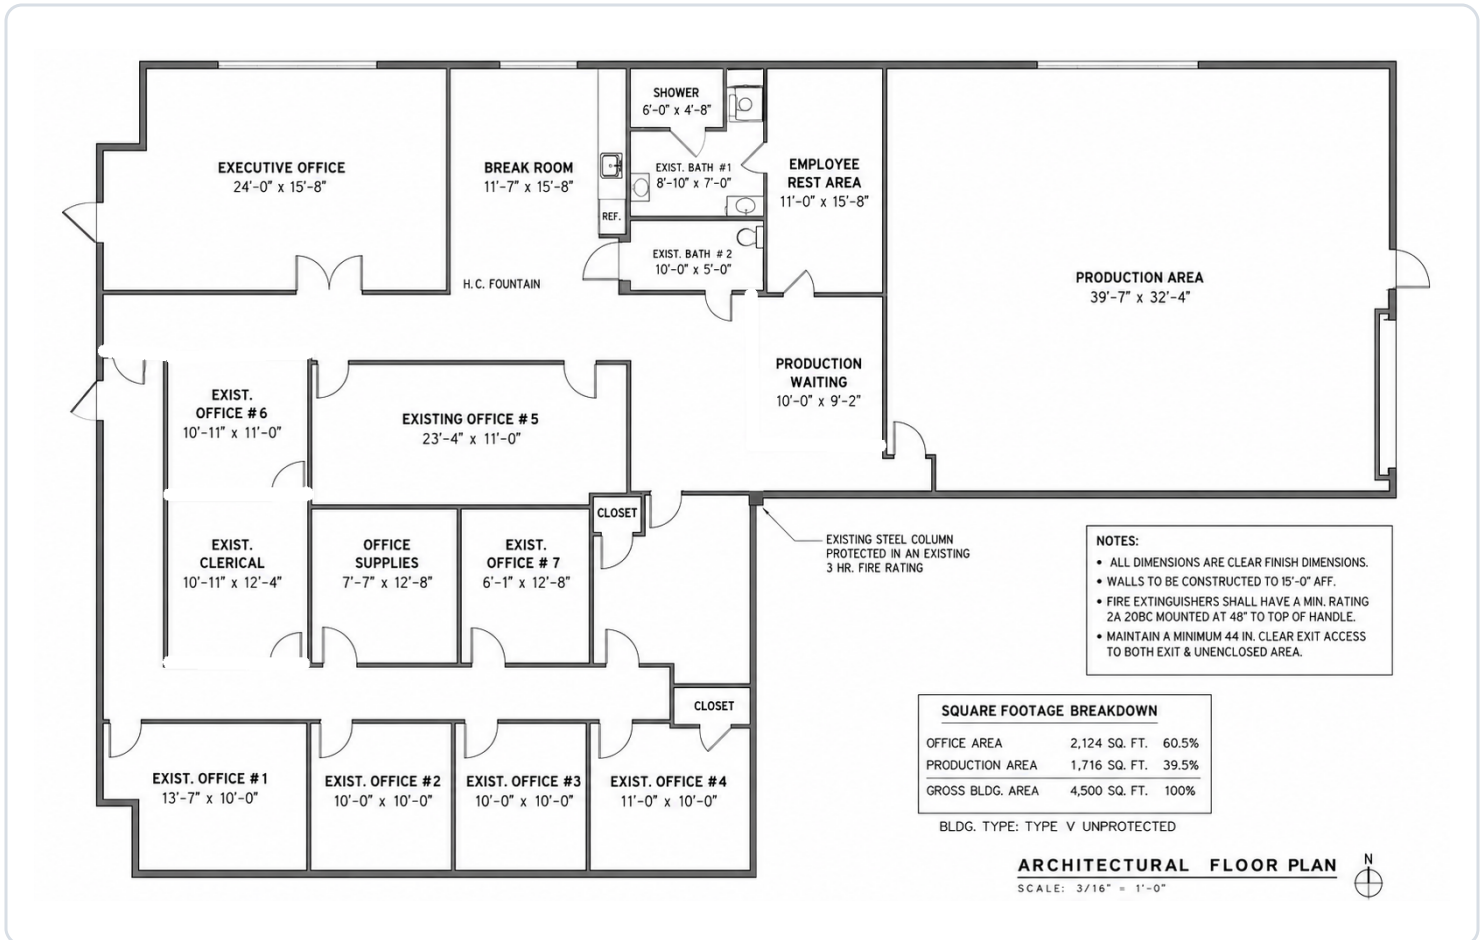 EXECUTIVE OFFICE
24'-0" x 15'-8"
BREAK ROOM
11'-7" x 15'-8"
REF.
H.C. FOUNTAIN
SHOWER
6'-0" x 4'-8"
EXIST. BATH #1
8'-10" x 7'-0"
EXIST. BATH # 2
10'-0" x 5'-0"
EMPLOYEE
REST AREA
11'-0" x 15'-8"
PRODUCTION AREA
39'-7" x 32'-4"
PRODUCTION
WAITING
10'-0" x 9'-2"
EXIST.
OFFICE #6
10'-11" x 11'-0"
EXISTING OFFICE #5
23'-4" x 11'-0"
EXIST.
CLERICAL
10'-11" x 12'-4"
OFFICE
SUPPLIES
7'-7" x 12'-8"
EXIST.
OFFICE # 7
6'-1" x 12'-8"
CLOSET
EXISTING STEEL COLUMN
PROTECTED IN AN EXISTING
3 HR. FIRE RATING
NOTES:
• ALL DIMENSIONS ARE CLEAR FINISH DIMENSIONS.
• WALLS TO BE CONSTRUCTED TO 15'-0" AFF.
• FIRE EXTINGUISHERS SHALL HAVE A MIN. RATING
2A 20BC MOUNTED AT 48" TO TOP OF HANDLE.
• MAINTAIN A MINIMUM 44 IN. CLEAR EXIT ACCESS
TO BOTH EXIT & UNENCLOSED AREA.
CLOSET
EXIST. OFFICE #1
13'-7" x 10'-0"
EXIST. OFFICE #2
10'-0" x 10'-0"
EXIST. OFFICE #3
10'-0" x 10'-0"
EXIST. OFFICE #4
11'-0" x 10'-0"
SQUARE FOOTAGE BREAKDOWN
OFFICE AREA 2,124 SQ. FT. 60.5%
PRODUCTION AREA 1,716 SQ. FT. 39.5%
GROSS BLDG. AREA 4,500 SQ. FT. 100%
BLDG. TYPE: TYPE V UNPROTECTED
ARCHITECTURAL FLOOR PLAN
SCALE: 3/16" = 1'-0"
N